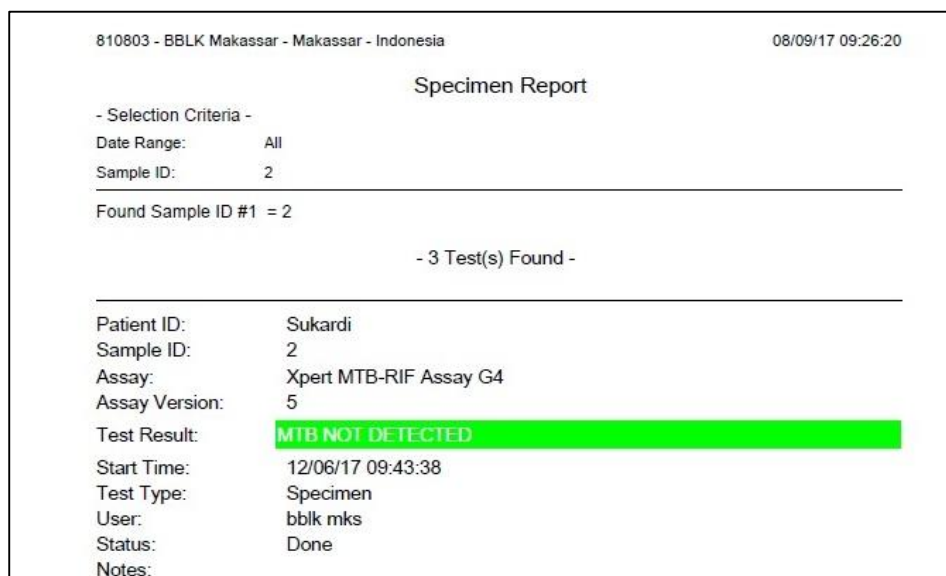 810803 - BBLK Makassar - Makassar - Indonesia 08/09/17 09:26:20
Specimen Report
- Selection Criteria -
Date Range: All
Sample ID: 2
Found Sample ID #1 = 2
- 3 Test(s) Found -
Patient ID: Sukardi
Sample ID: 2
Assay: Xpert MTB-RIF Assay G4
Assay Version: 5
Test Result: MTB NOT DETECTED
Start Time: 12/06/17 09:43:38
Test Type: Specimen
User: bblk mks
Status: Done
Notes: